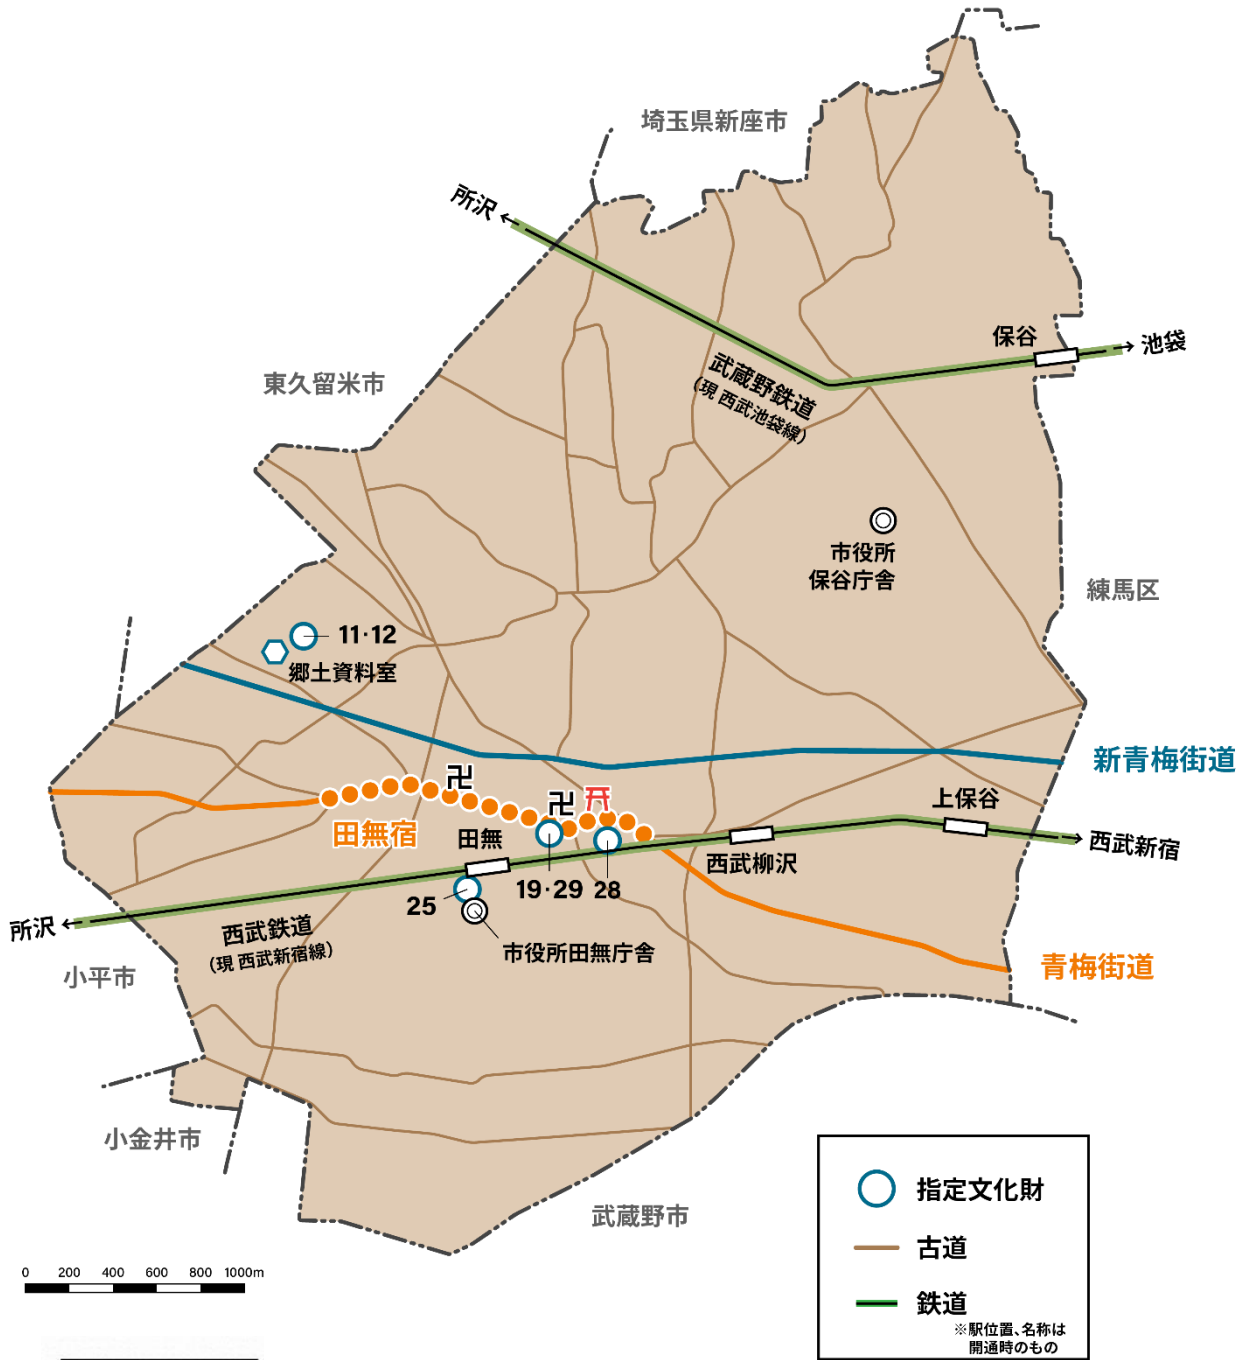 埼玉県新座市
所沢←
保谷
→池袋
武蔵野鉄道
(現 西武池袋線)
東久留米市
市役所
保谷庁舎
練馬区
11·12
郷土資料室
新青梅街道
卍
卍
田無宿
田無
上保谷
→西武新宿
西武柳沢
19·29
28
25
所沢←
西武鉄道
(現 西武新宿線)
市役所田無庁舎
青梅街道
小平市
小金井市
武蔵野市
0 200 400 600 800 1000m
指定文化財
古道
鉄道
※駅位置、名称は
開通時のもの